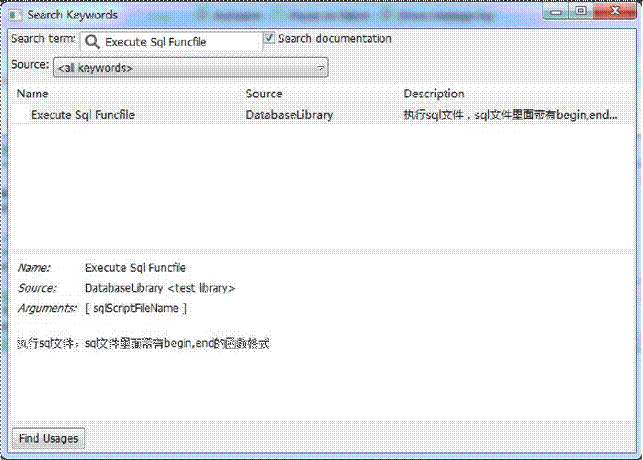 Search Keywords
Search term: Execute Sql Funcfile Search documentation
Source: <all keywords>
Name Source Description
Execute Sql Funcfile DatabaseLibrary 执行sql文件，sql文件里面带有begin,end...
Name: Execute Sql Funcfile
Source: DatabaseLibrary <test library>
Arguments: [ sqlScriptFileName ]
执行sql文件，sql文件里面带有begin,end的函数格式
Find Usages